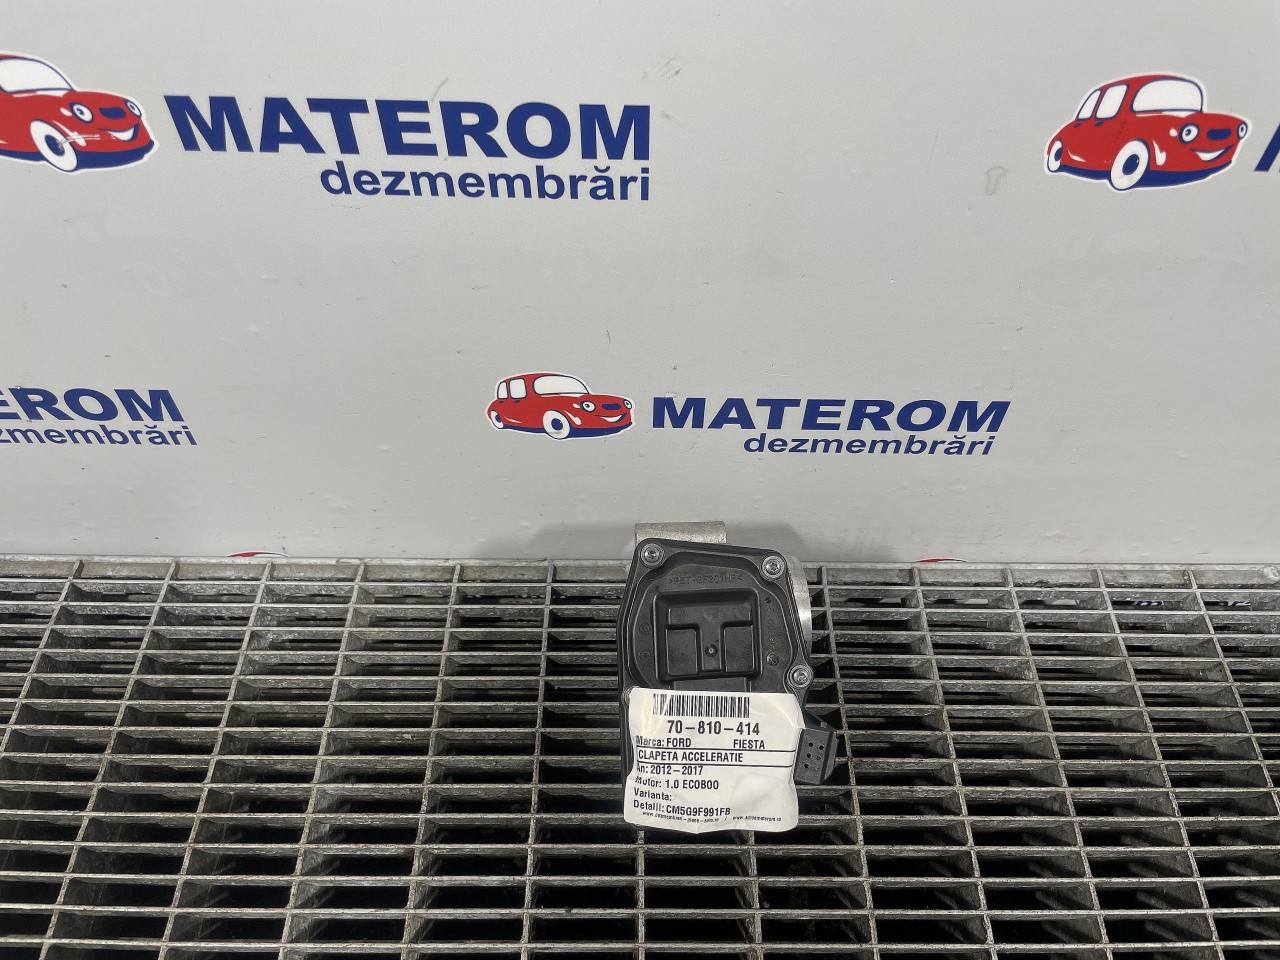 MATEROM
dezmembrări
EROM
zmembrări
MATEROM
dezmembrări
70-810-414
Marca: FORD FIESTA
CLAPETA ACCELERATIE
An: 2012-2017
Motor: 1.0 ECOBOO
Varianta:
Detalii: CM5G9F991FB